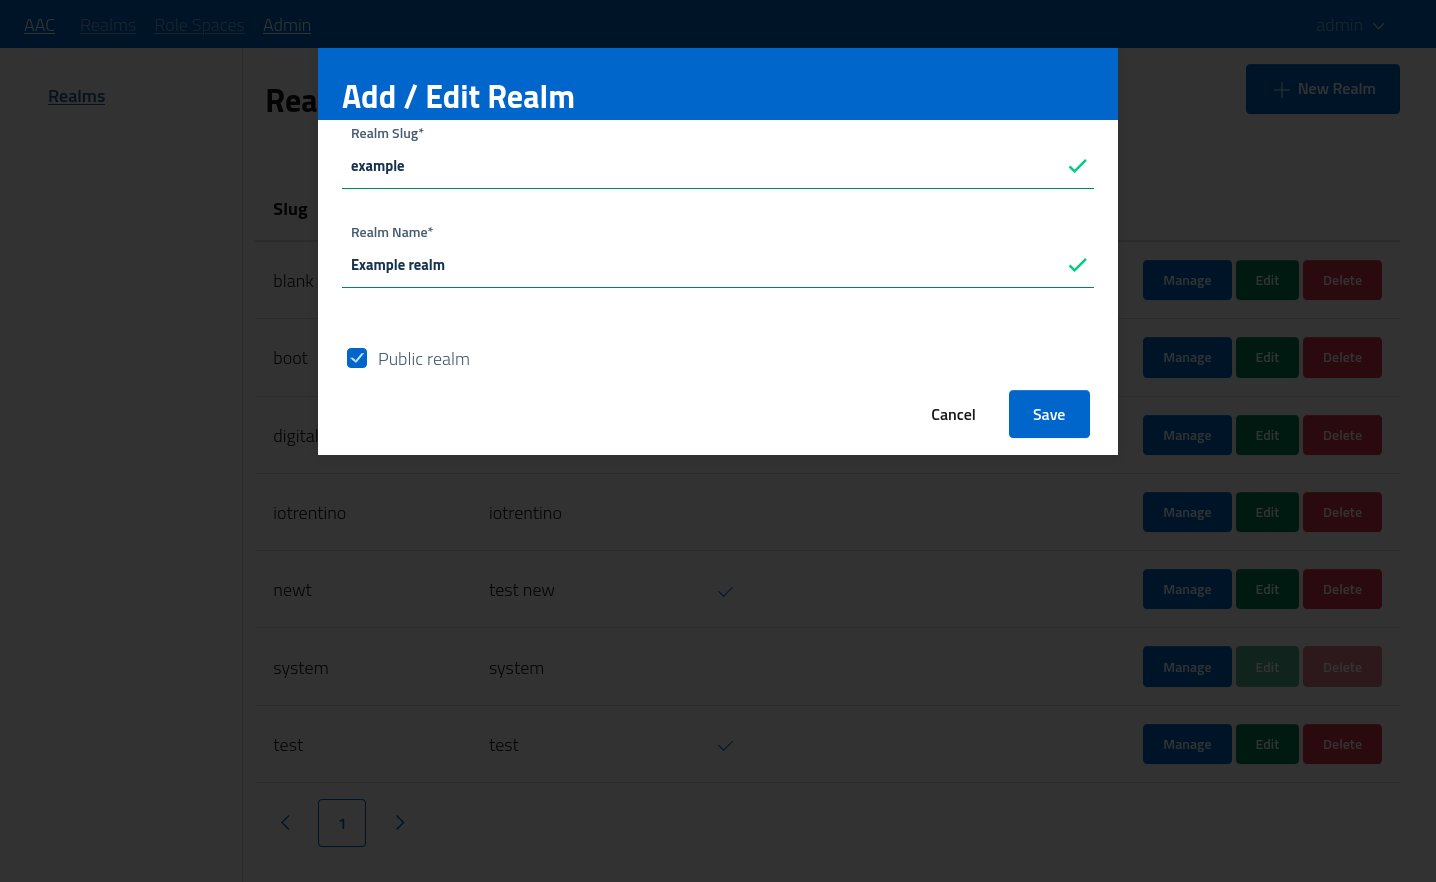 AAC Realms Role Spaces Admin admin
Realms
Rea
New Realm
Add / Edit Realm
Realm Slug*
example
Realm Name*
Example realm
Public realm
Cancel Save
Slug
blank Manage Edit Delete
boot Manage Edit Delete
digital Manage Edit Delete
iotrentino iotrentino Manage Edit Delete
newt test new Manage Edit Delete
system system Manage Edit Delete
test test Manage Edit Delete
1